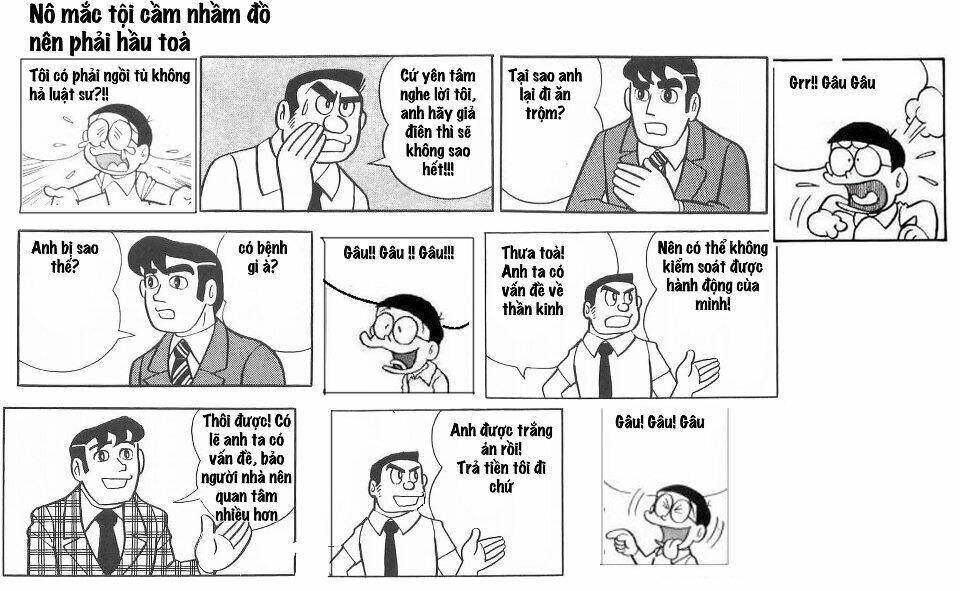 Nô mắc tội cầm nhầm đồ
nên phải hầu toà
Tôi có phải ngồi tù không
hả luật sư?!!
Cứ yên tâm
nghe lời tôi,
anh hãy giả
điên thì sẽ
không sao
hết!!!
Tại sao anh
lại đi ăn
trộm?
Grr!! Gâu Gâu
Anh bị sao
thế?
có bệnh
gì à?
Gâu!! Gâu !! Gâu!!!
Thưa toà!
Anh ta có
vấn đề về
thần kinh
Nên có thể không
kiểm soát được
hành động của
mình!
Thôi được! Có
lẽ anh ta có
vấn đề, bảo
người nhà nên
quan tâm
nhiều hơn
Anh được trắng
án rồi!
Trả tiền tôi đi
chứ
Gâu! Gâu! Gâu